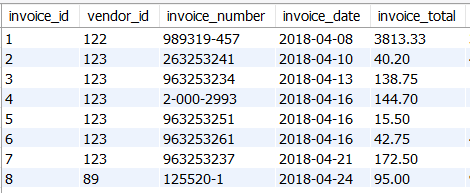 invoice_id vendor_id invoice_number invoice_date invoice_total
1 122 989319-457 2018-04-08 3813.33
2 123 263253241 2018-04-10 40.20
3 123 963253234 2018-04-13 138.75
4 123 2-000-2993 2018-04-16 144.70
5 123 963253251 2018-04-16 15.50
6 123 963253261 2018-04-16 42.75
7 123 963253237 2018-04-21 172.50
8 89 125520-1 2018-04-24 95.00